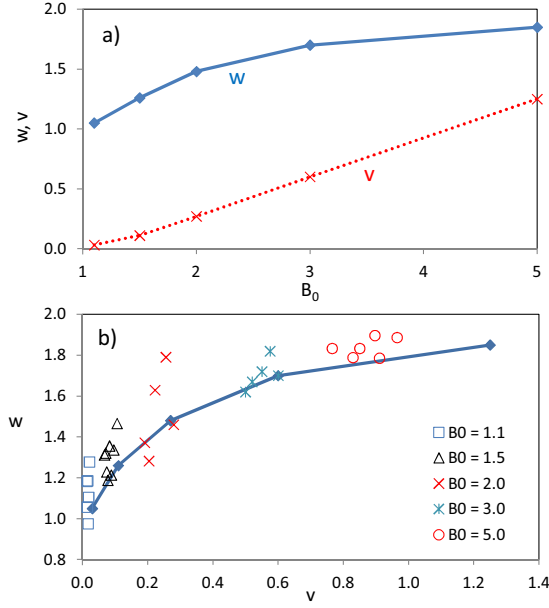 2.0
a)
1.5
w
w, v
1.0
0.5
v
0.0
1 2 3 4 5
B₀
2.0
b)
1.8
1.6
w
1.4
B0 = 1.1
B0 = 1.5
1.2
B0 = 2.0
B0 = 3.0
1.0
B0 = 5.0
0.8
0.0 0.2 0.4 0.6 0.8 1.0 1.2 1.4
v